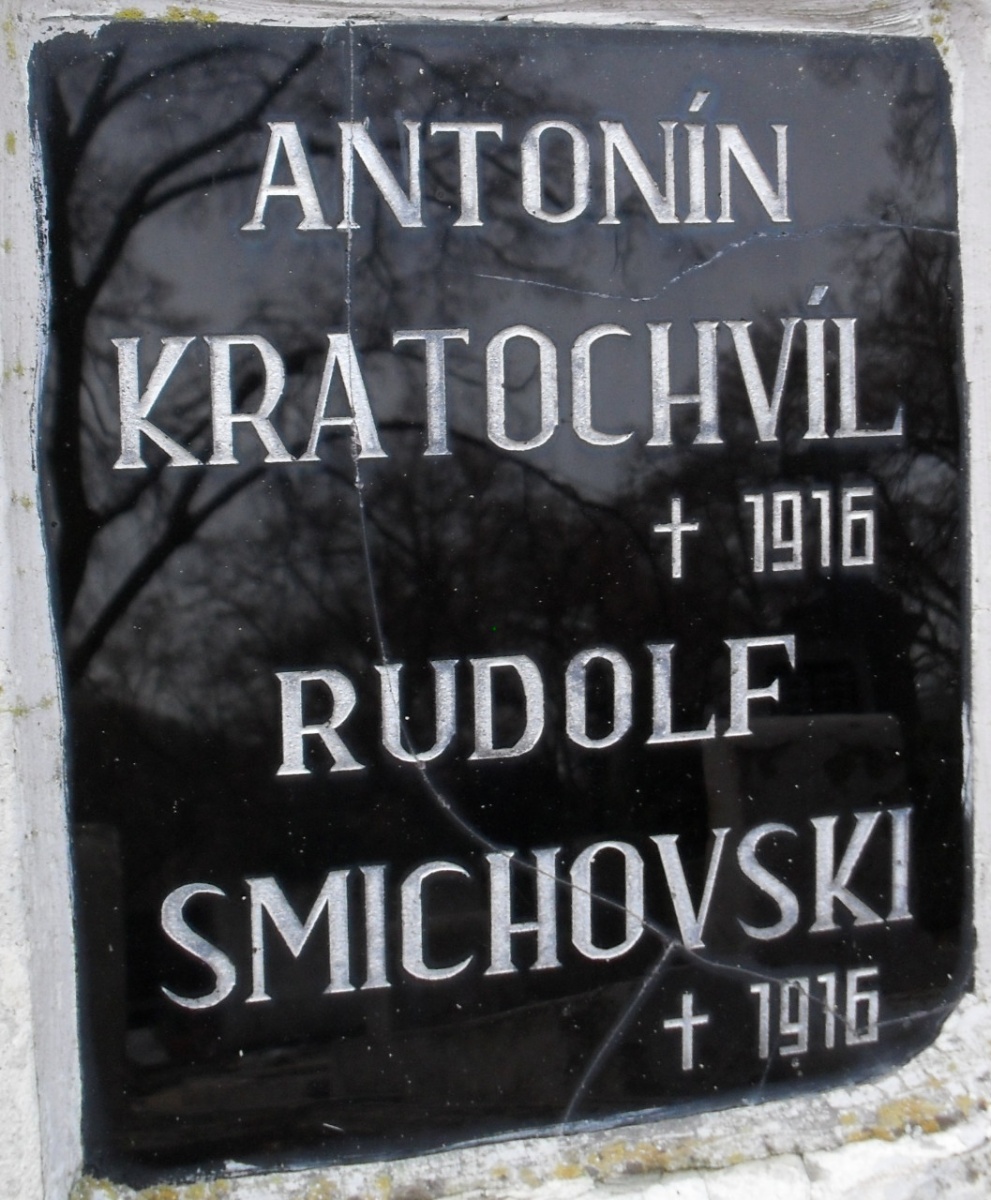 ANTONÍN
KRATOCHVÍL
† 1916
RUDOLF
SMICHOVSKI
† 1916